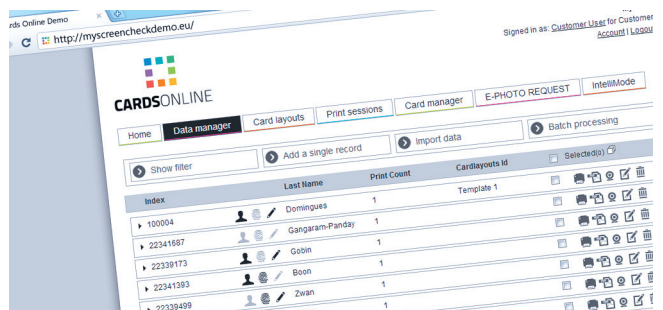 rds Online Demo
http://myscreencheckdemo.eu/
Signed in as: Customer User for Customer
Account | Logou
CARDSONLINE
Home Data manager Card layouts Print sessions Card manager E-PHOTO REQUEST IntelliMode
Show filter Add a single record Import data Batch processing
Index Last Name Print Count Cardlayouts Id Selected(0)
100004 Domingues 1 Template 1
22341687 Gangaram-Panday 1
22339173 Gobin 1
22341393 Boon 1
22339499 Zwan 1